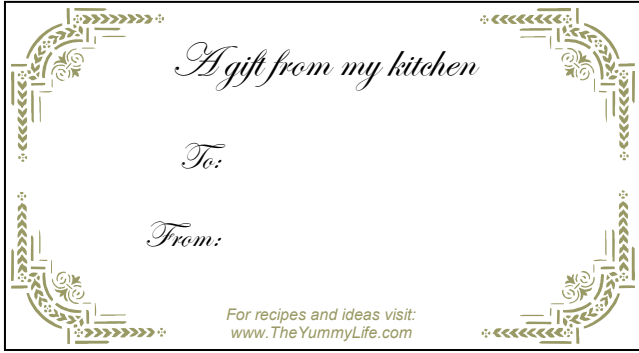 A gift from my kitchen
To:
From:
For recipes and ideas visit:
www.TheYummyLife.com